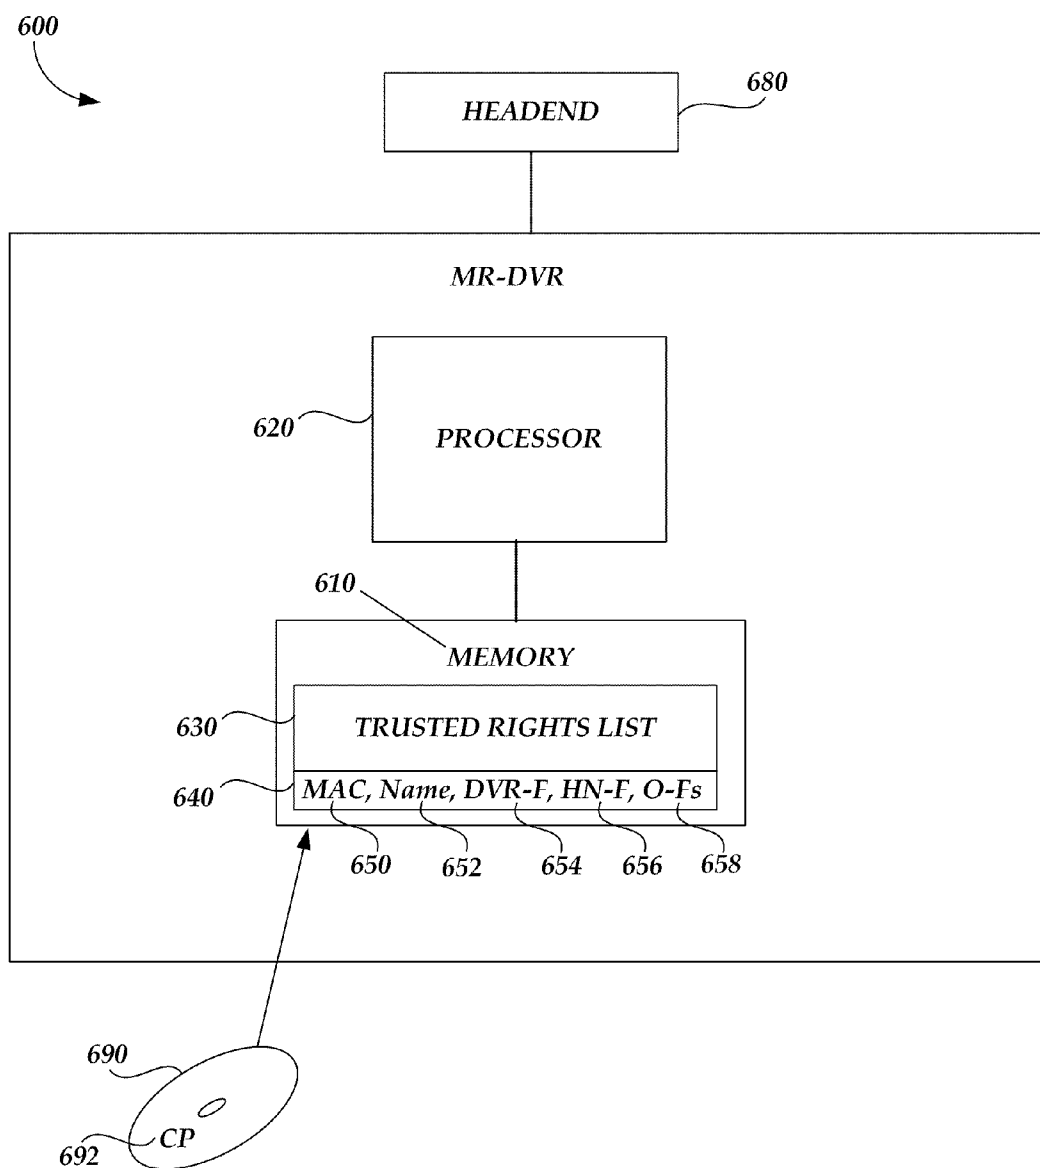 600
HEADEND
680
MR-DVR
620
PROCESSOR
610
MEMORY
630
TRUSTED RIGHTS LIST
640
MAC, Name, DVR-F, HN-F, O-Fs
650 652 654 656 658
690
CP
692